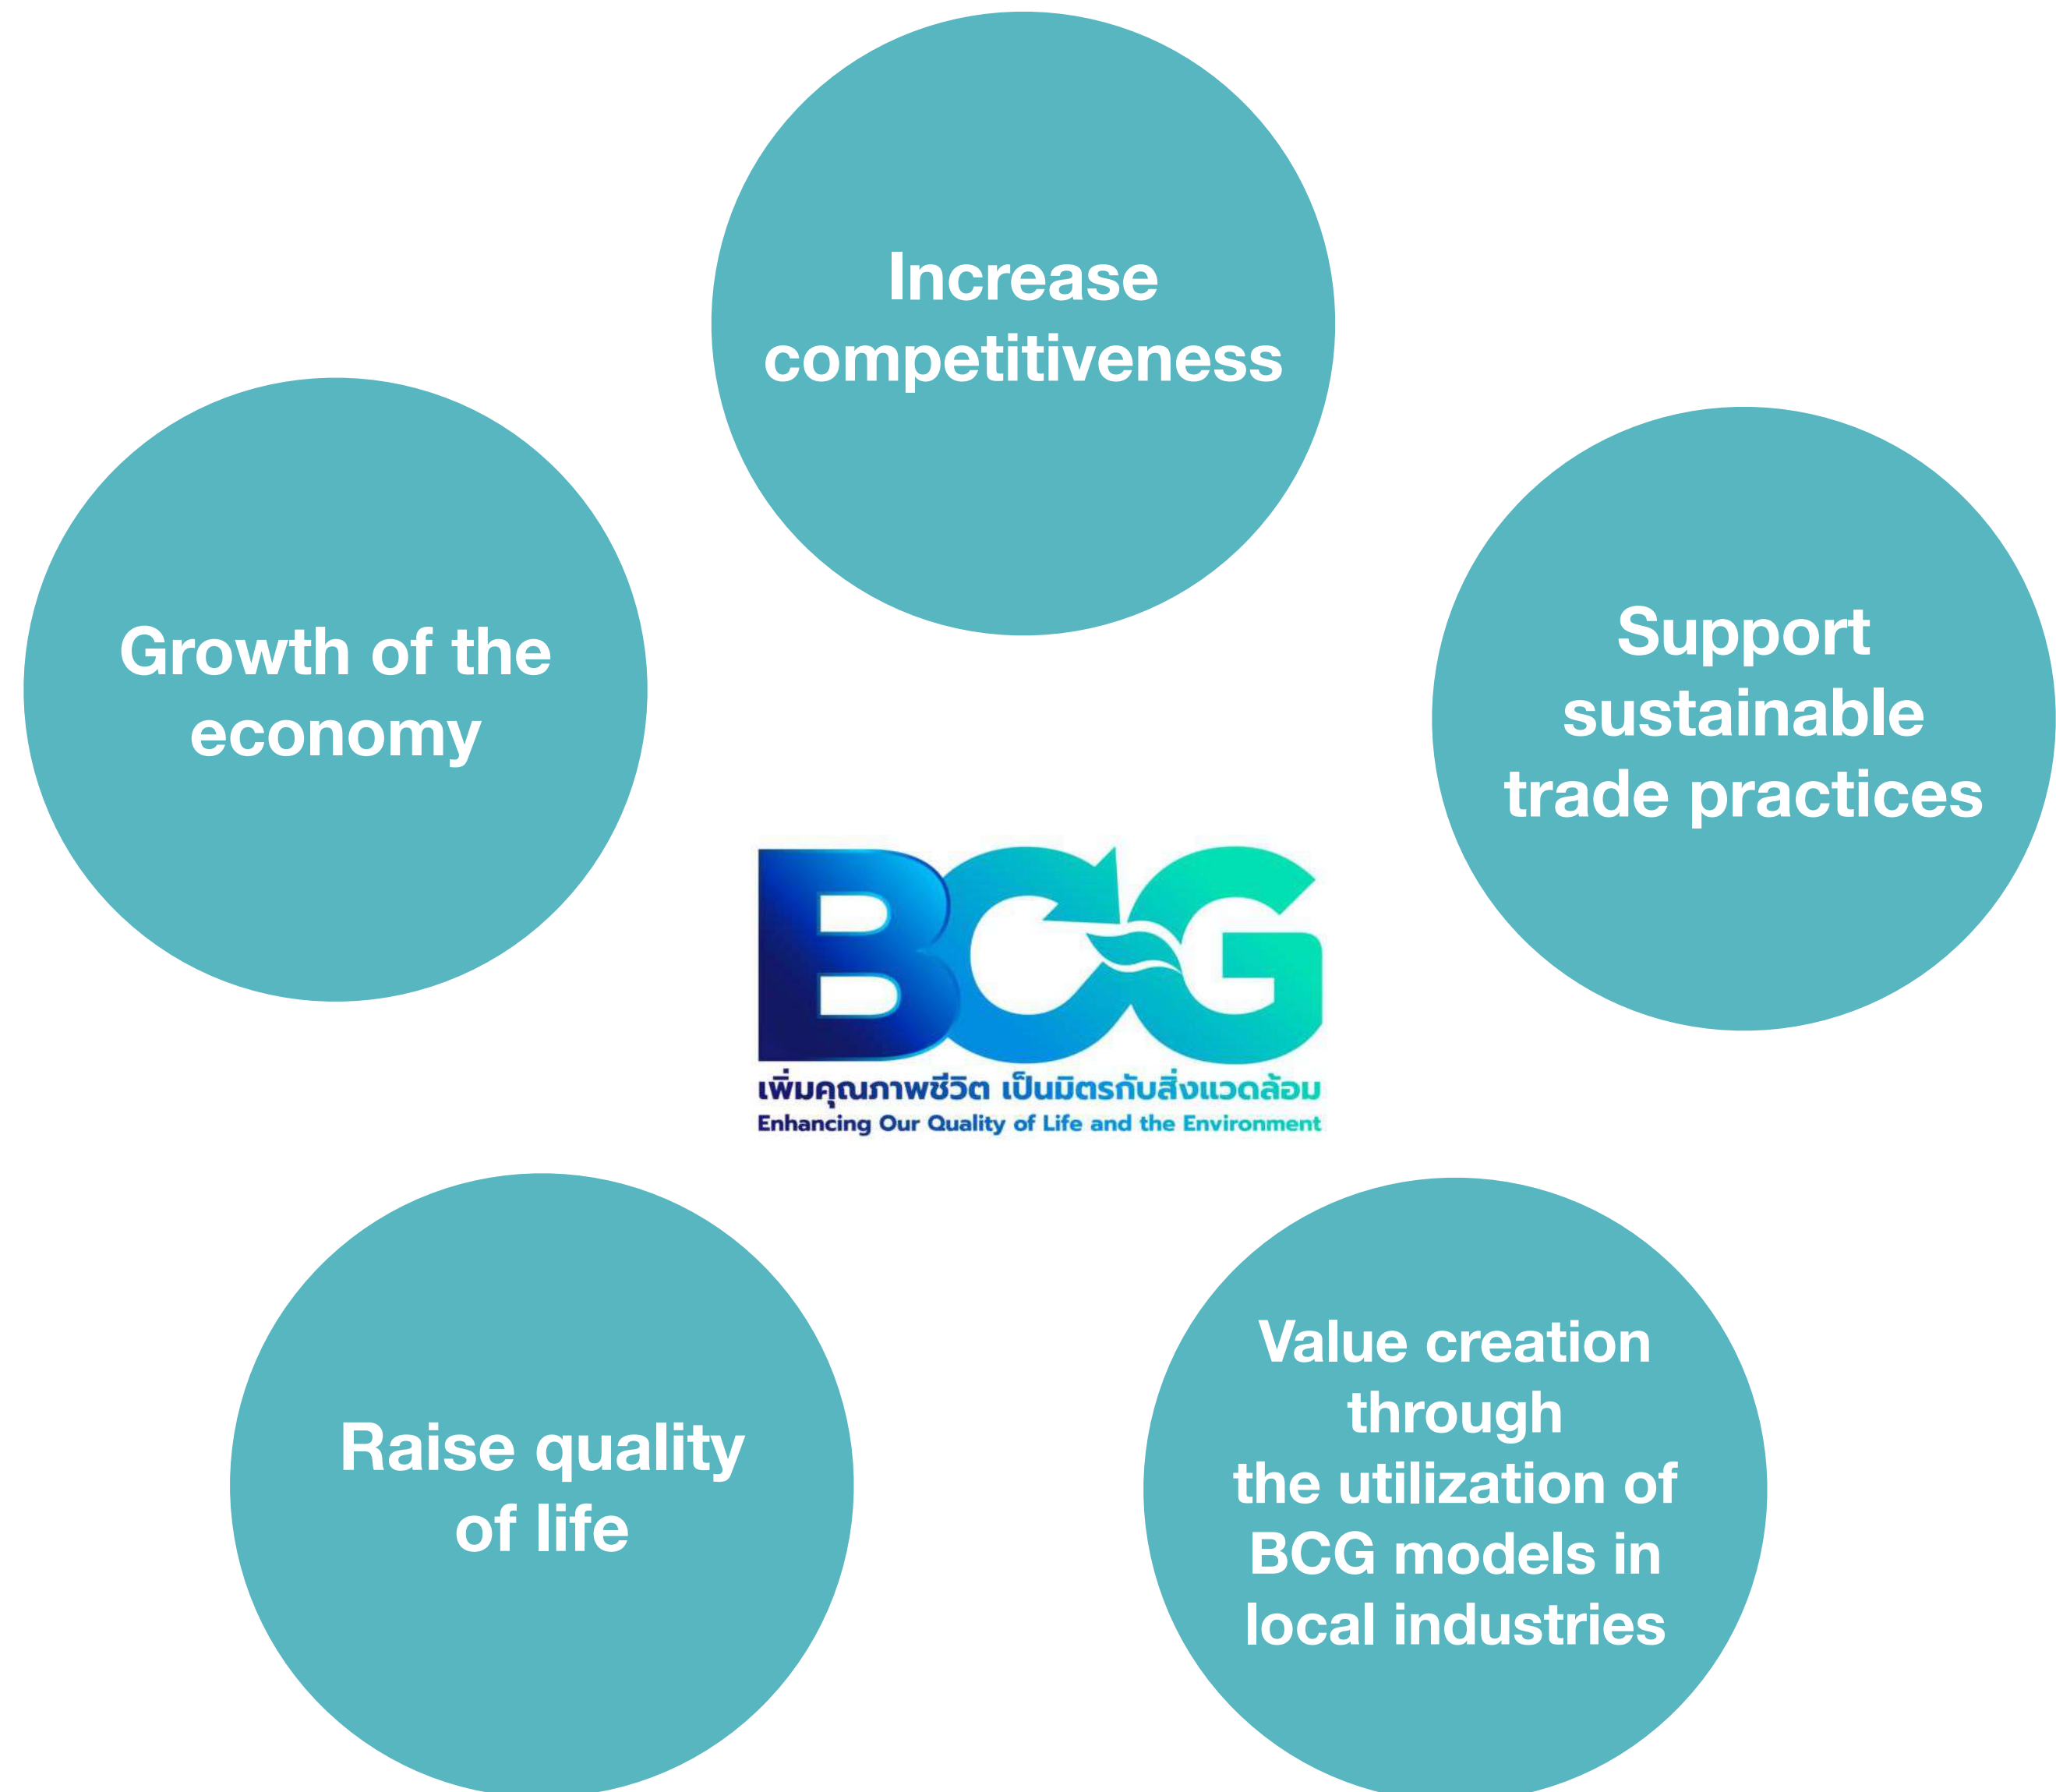 Increase
competitiveness
Growth of the
economy
Support
sustainable
trade practices
BCG
เพิ่มคุณภาพชีวิต เป็นมิตรกับสิ่งแวดล้อม
Enhancing Our Quality of Life and the Environment
Raise quality
of life
Value creation
through
the utilization of
BCG models in
local industries